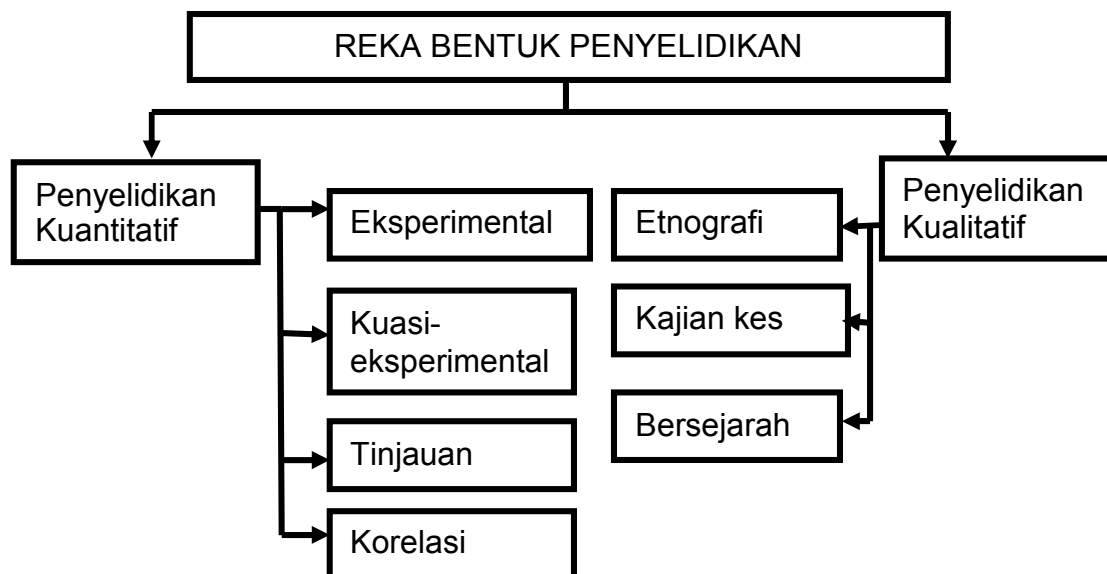 REKA BENTUK PENYELIDIKAN
Penyelidikan
Kuantitatif
Eksperimental
Kuasi-
eksperimental
Tinjauan
Korelasi
Penyelidikan
Kualitatif
Etnografi
Kajian kes
Bersejarah